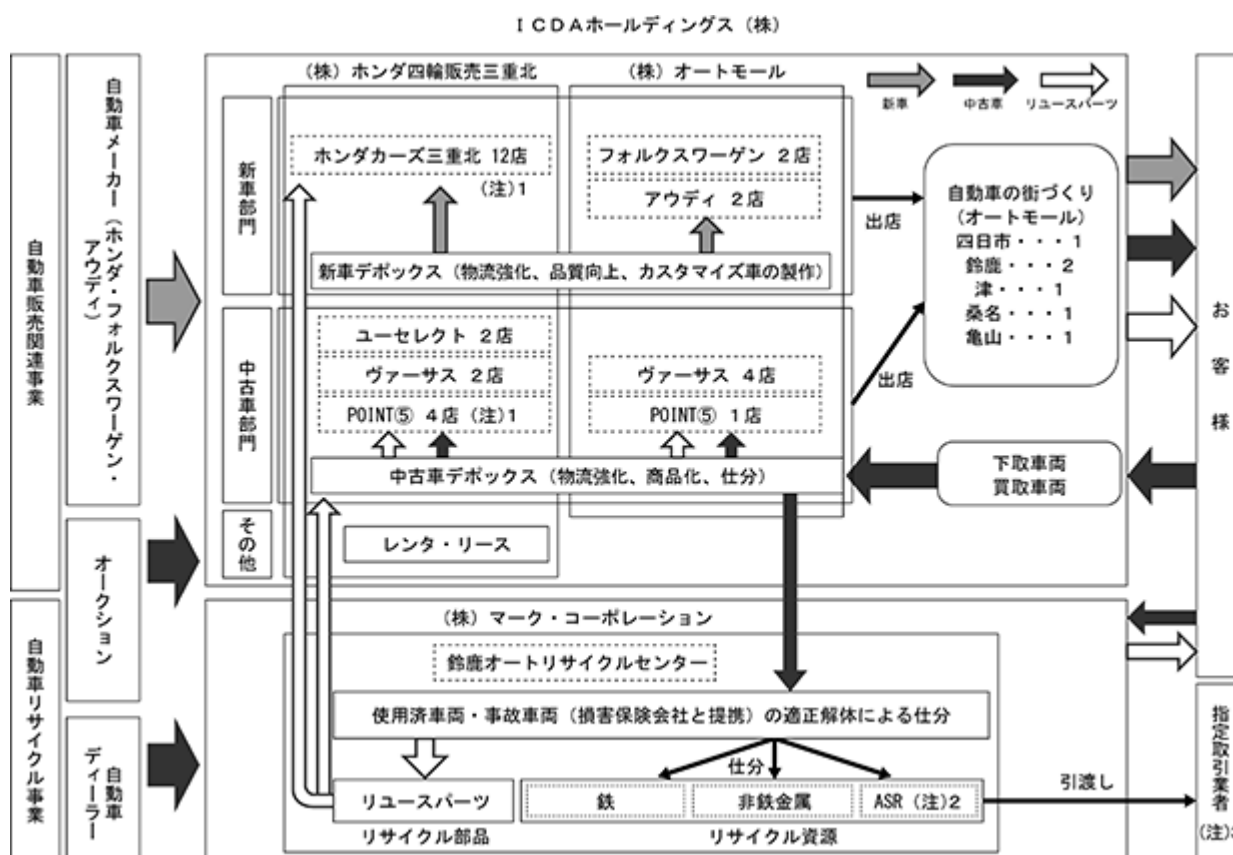 ICDAホールディングス(株)
自動車販売関連事業
自動車メーカー(ホンダ・フォルクスワーゲン・
アウディ)
(株)ホンダ四輪販売三重北
(株)オートモール
新車
中古車
リユースパーツ
新車部門
ホンダカーズ三重北 12店
(注)1
フォルクスワーゲン 2店
アウディ 2店
新車デポックス(物流強化、品質向上、カスタマイズ車の製作)
出店
自動車の街づくり
(オートモール)
四日市・・・1
鈴鹿・・・2
津・・・1
桑名・・・1
亀山・・・1
お客様
中古車部門
ユーセレクト 2店
ヴァーサス 2店
POINT⑤ 4店(注)1
ヴァーサス 4店
POINT⑤ 1店
出店
中古車デポックス(物流強化、商品化、仕分)
下取車両
買取車両
その他
レンタ・リース
オークション
自動車リサイクル事業
自動車
ディーラー
(株)マーク・コーポレーション
鈴鹿オートリサイクルセンター
使用済車両・事故車両(損害保険会社と提携)の適正解体による仕分
仕分
リユースパーツ
リサイクル部品
鉄
非鉄金属
ASR(注)2
リサイクル資源
引渡し
指定取引業者
(注)3